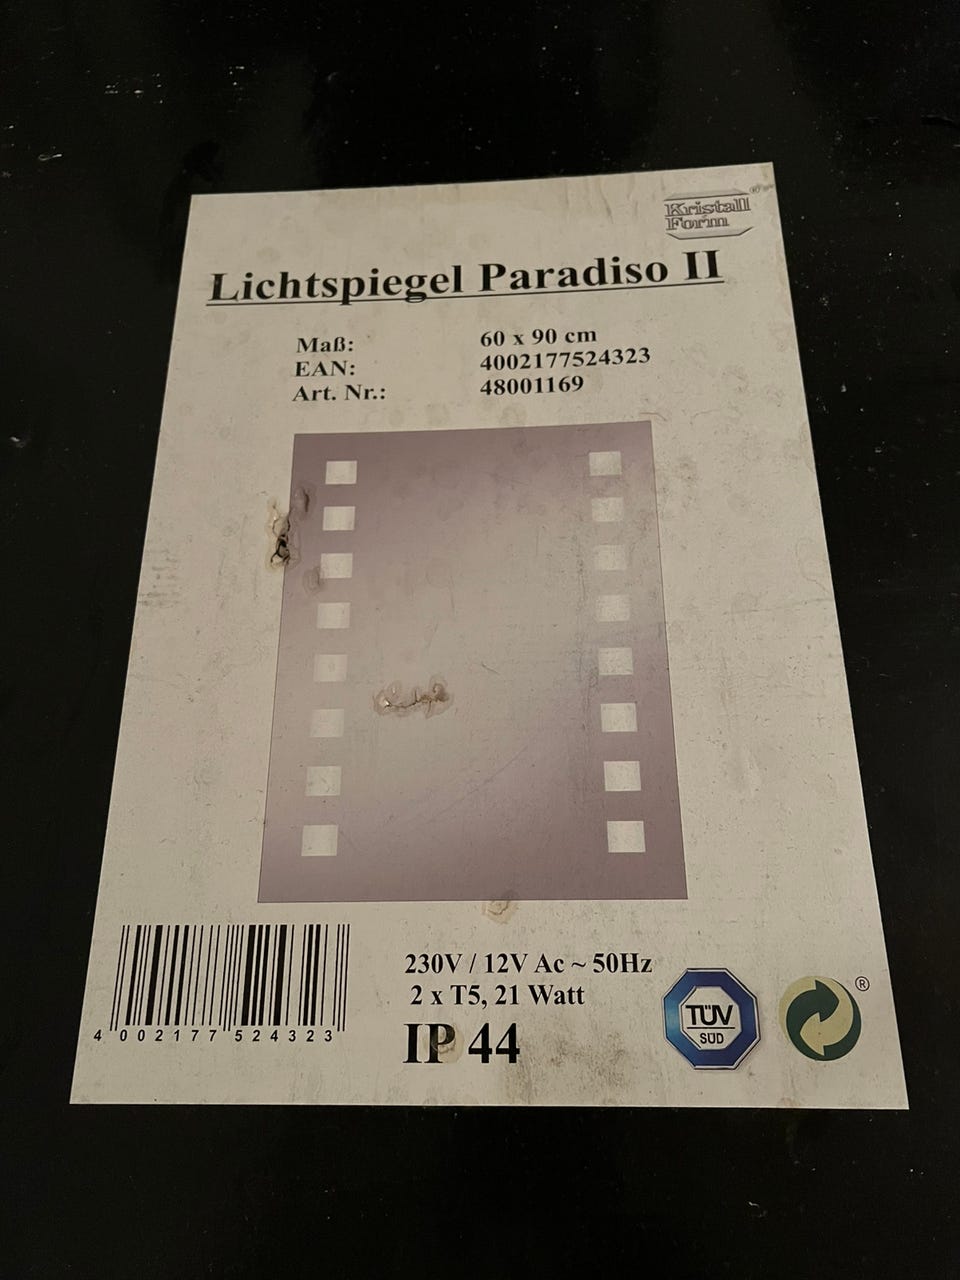 Kristall®
Form
Lichtspiegel Paradiso II
Maß: 60 x 90 cm
EAN: 4002177524323
Art. Nr.: 48001169
4 002177 524323
230V / 12V Ac ~ 50Hz
2 x T5, 21 Watt
IP 44
TÜV
SÜD
®